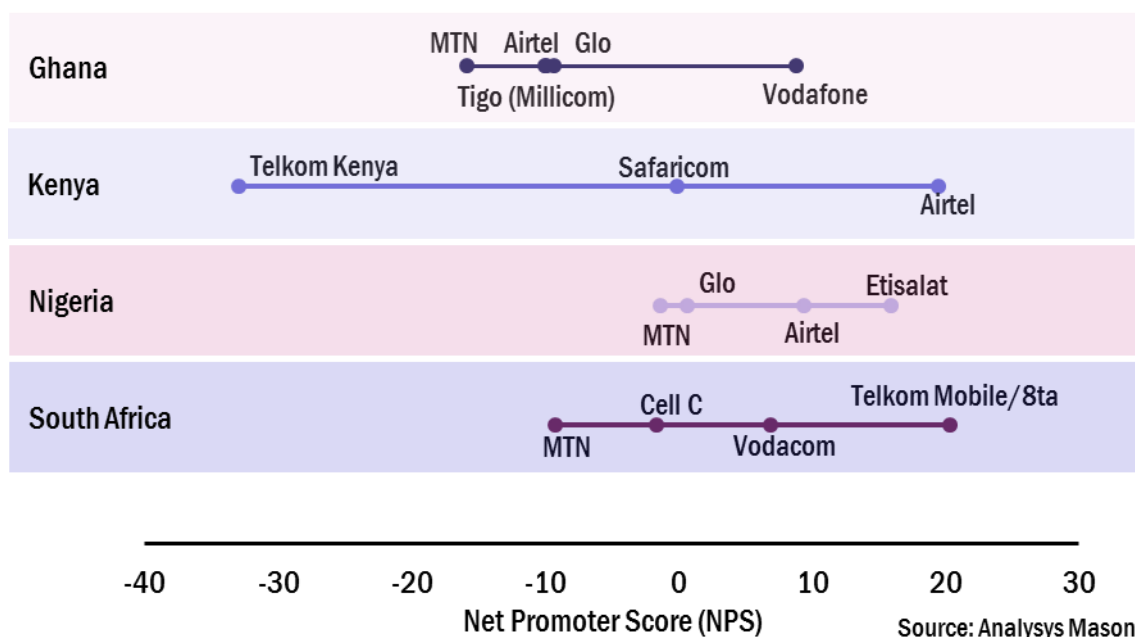 MTN Airtel Glo
Ghana
Tigo (Millicom) Vodafone
Telkom Kenya Safaricom
Kenya
Airtel
Glo Etisalat
Nigeria
MTN Airtel
Telkom Mobile/8ta
Cell C
South Africa
MTN Vodacom
-40 -30 -20 -10 0 10 20 30
Net Promoter Score (NPS)
Source: Analysys Mason